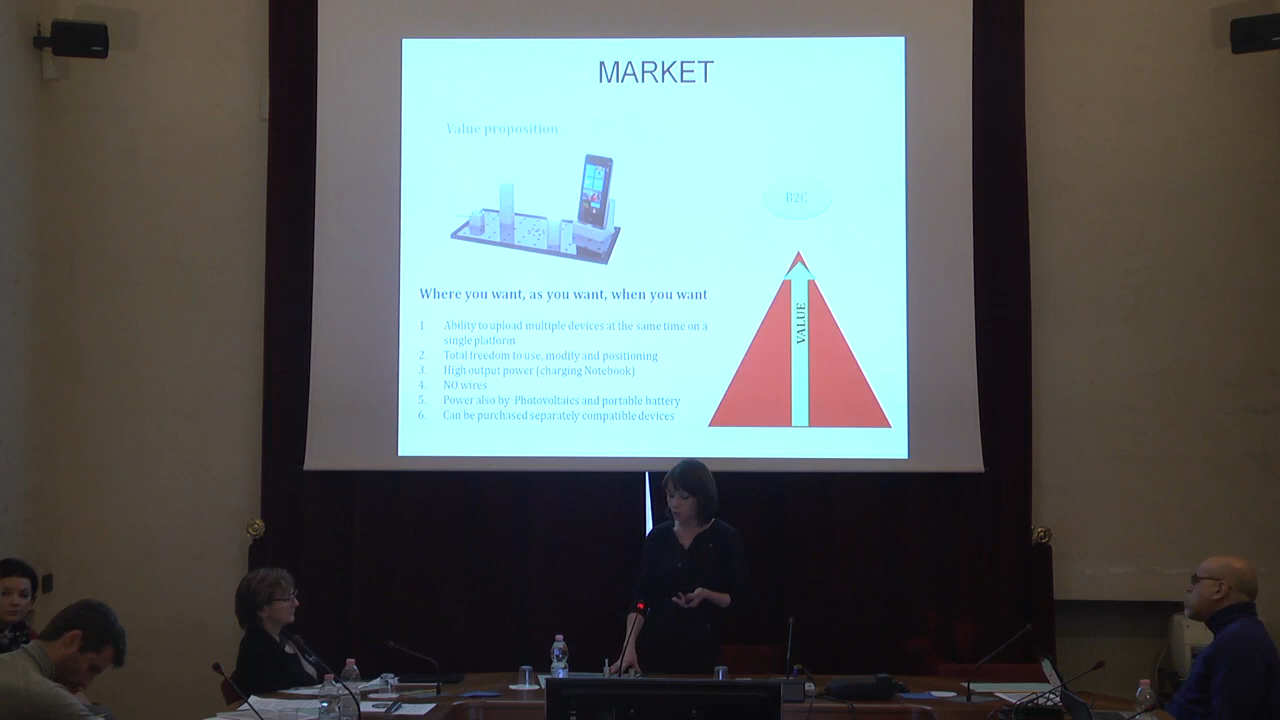 MARKET
Value proposition
B2C
Where you want, as you want, when you want
1. Ability to upload multiple devices at the same time on a
single platform
2. Total freedom to use, modify and positioning
3. High output power (charging Notebook)
4. NO wires
5. Power also by Photovoltaics and portable battery
6. Can be purchased separately compatible devices
VALUE